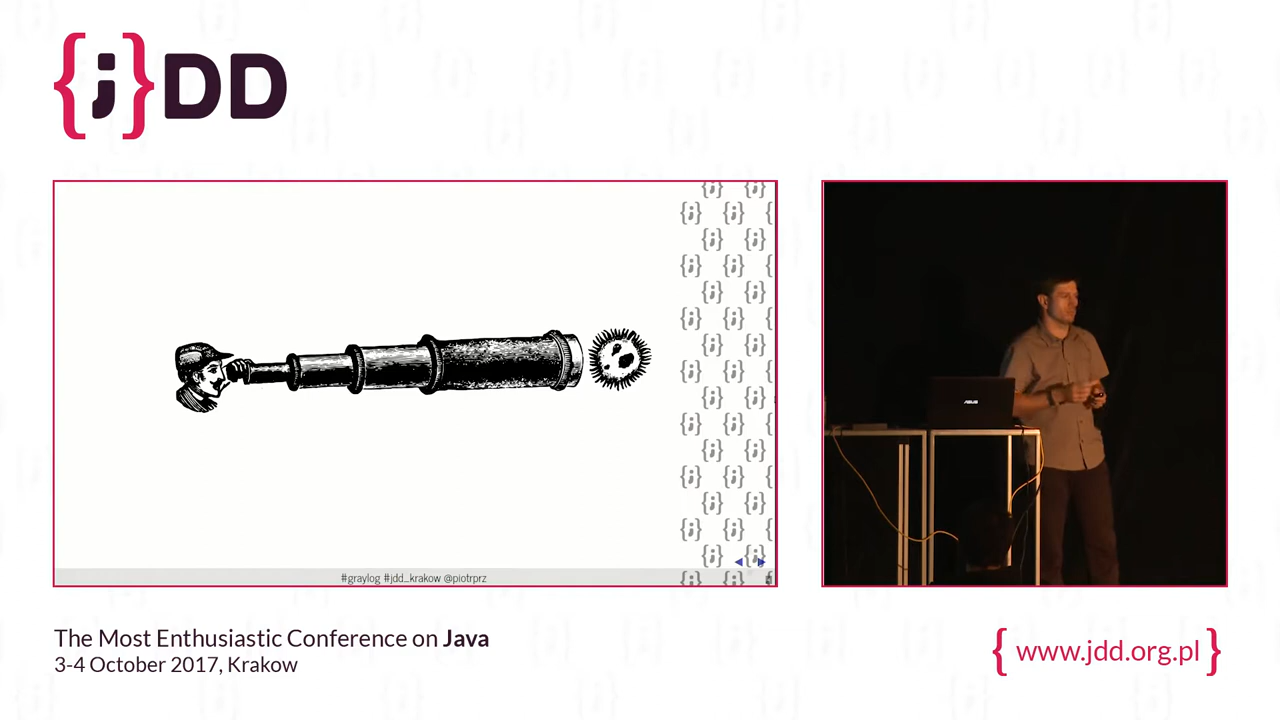 {;}DD
#graylog #jdd_krakow @piotrprz
ASUS
The Most Enthusiastic Conference on Java
3-4 October 2017, Krakow
{ www.jdd.org.pl }